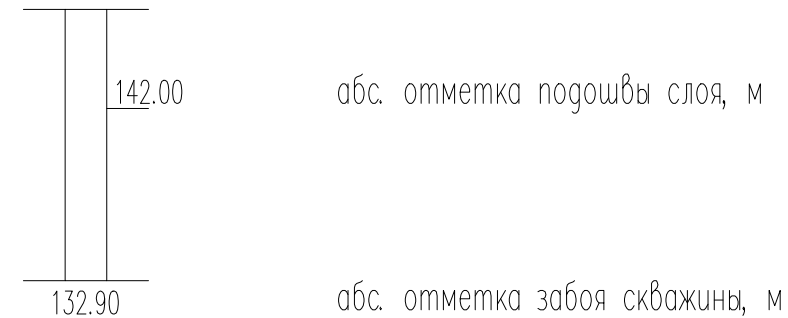 142.00 абс. отметка подошвы слоя, м
132.90 абс. отметка забоя скважины, м